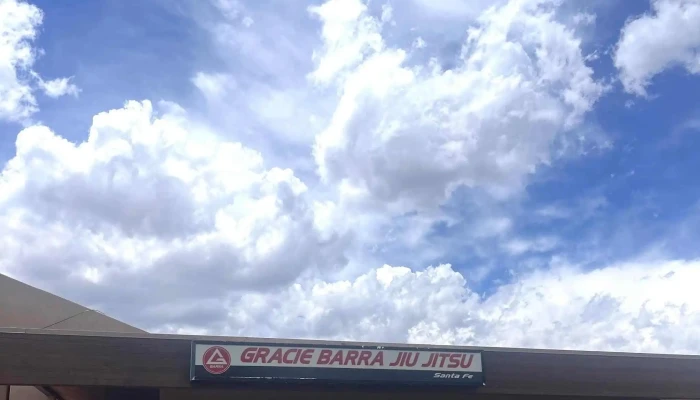 GRACIE BARRA JIU JITSU
Santa Fe